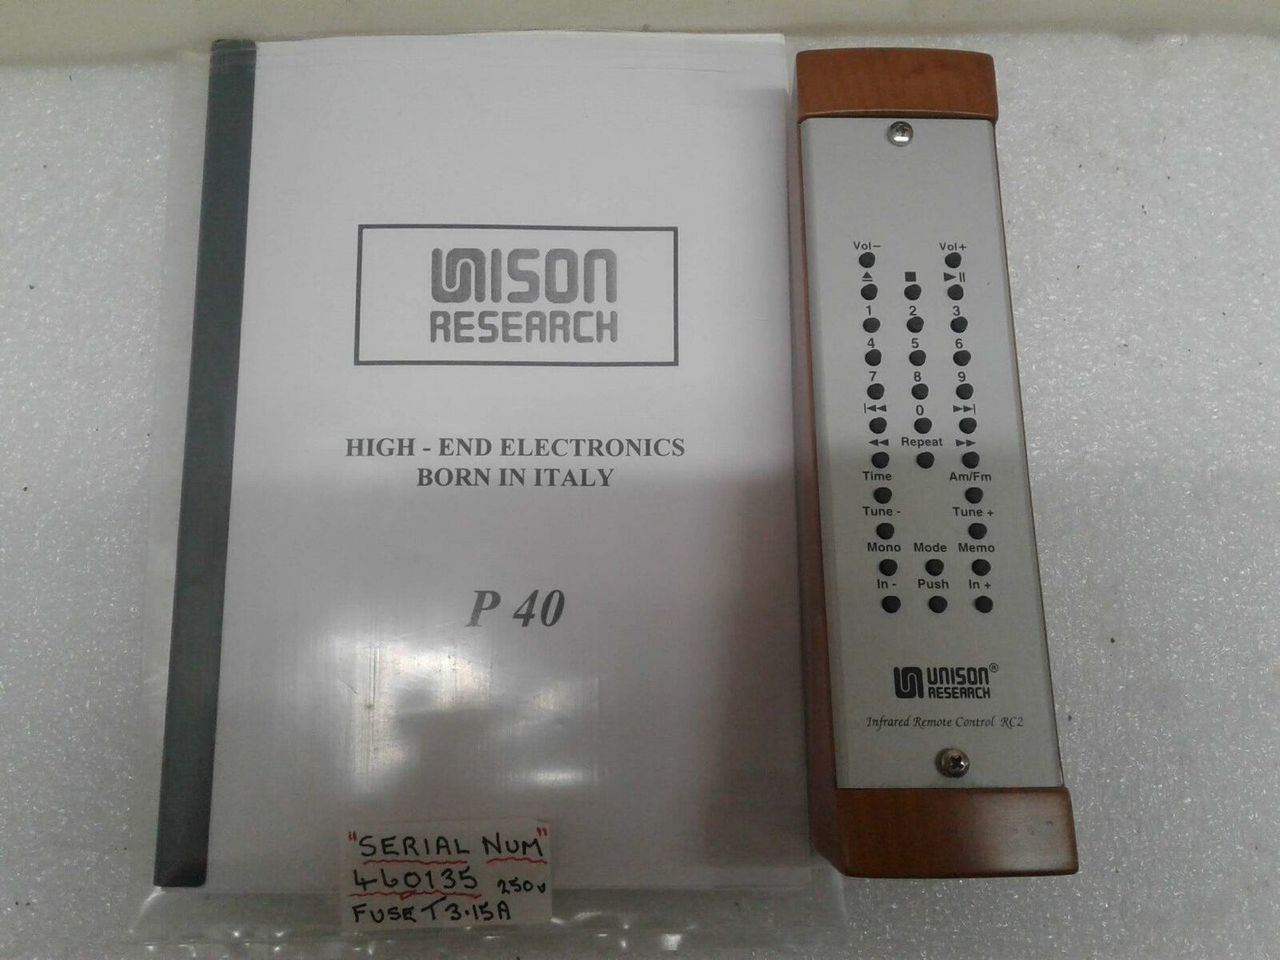 UNISON
RESEARCH
HIGH - END ELECTRONICS
BORN IN ITALY
P 40
"SERIAL NUM"
460135 250v
FUSE T 3.15A
Vol- Vol+
1 2 3
4 5 6
7 8 9
0
Repeat
Time Am/Fm
Tune - Tune +
Mono Mode Memo
In - Push In +
UNISON®
RESEARCH
Infrared Remote Control RC2